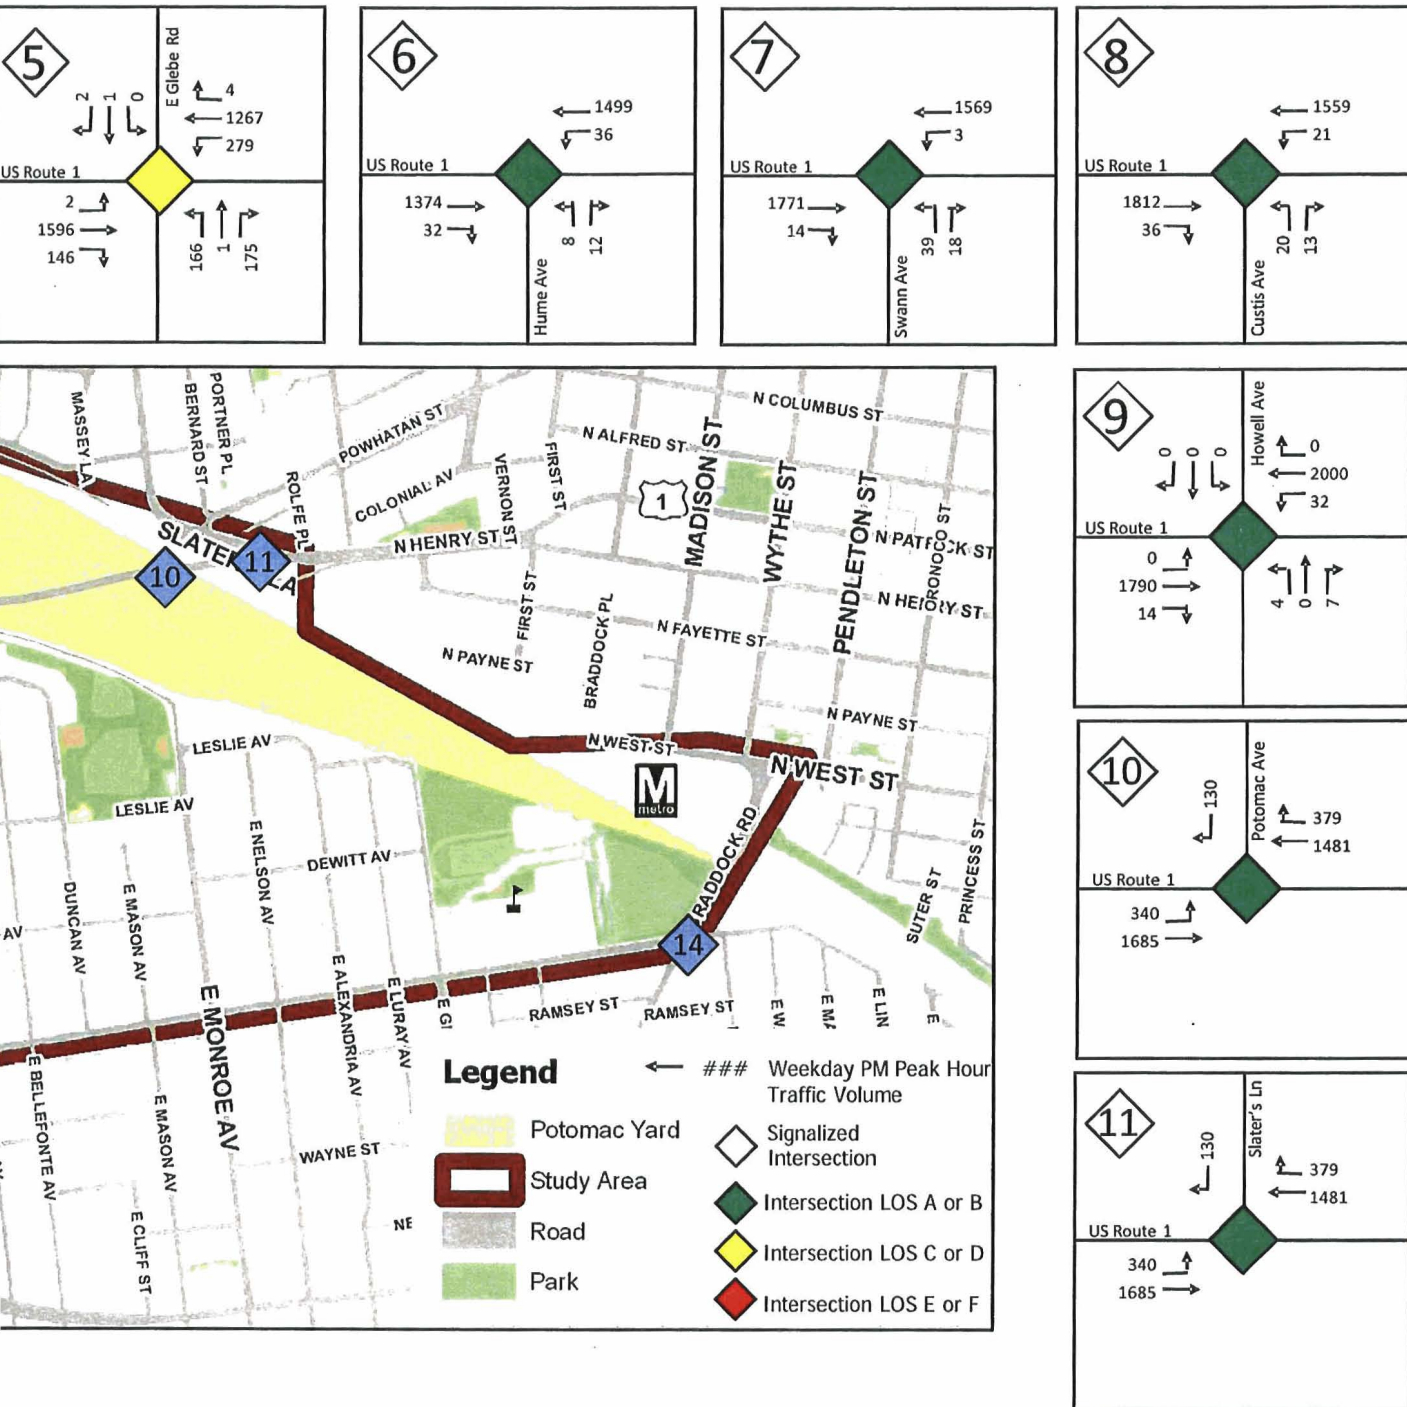 5
E Glebe Rd
2 1 0
4
1267
279
US Route 1
2
1596
146
166 1 175
6
1499
36
US Route 1
1374
32
8 12
Hume Ave
7
1569
3
US Route 1
1771
14
39 18
Swann Ave
8
1559
21
US Route 1
1812
36
20 13
Custis Ave
9
Howell Ave
0 0 0
0
2000
32
US Route 1
0
1790
14
4 0 7
10
Potomac Ave
130
379
1481
US Route 1
340
1685
11
Slater's Ln
130
379
1481
US Route 1
340
1685
MASSEY LA
BERNARD ST
PORTNER PL
POWHATAN ST
ROLFE PL
COLONIAL AV
VERNON ST
FIRST ST
N COLUMBUS ST
N ALFRED ST
1
MADISON ST
WYTHE ST
PENDLETON ST
N HENRY ST
10
11
FIRST ST
BRADDOCK PL
N FAYETTE ST
N PAYNE ST
N PAYNE ST
N WEST ST
N WEST ST
M
metro
LESLIE AV
LESLIE AV
E NELSON AV
DEWITT AV
DUNCAN AV
E MASON AV
AV
RADDOCK RD
SUTER ST
PRINCESS ST
14
E MONROE AV
E ALEXANDRIA AV
E LURAY AV
E GI
RAMSEY ST
RAMSEY ST
E W
E MA
E LIN
E
E BELLEFONTE AV
E MASON AV
E CLIFF ST
WAYNE ST
NE
Legend
Potomac Yard
Study Area
Road
Park
### Weekday PM Peak Hour
Traffic Volume
Signalized
Intersection
Intersection LOS A or B
Intersection LOS C or D
Intersection LOS E or F